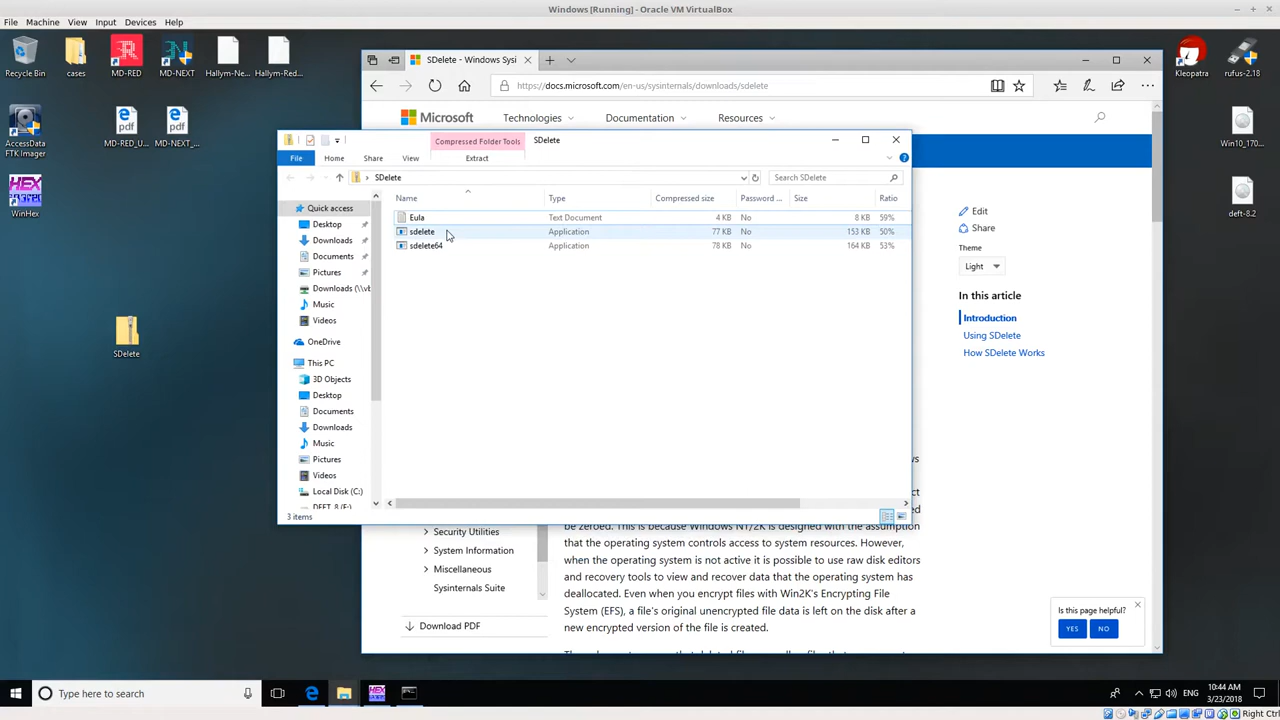 Windows [Running] - Oracle VM VirtualBox
File Machine View Input Devices Help
Recycle Bin
cases
MD-RED
MD-NEXT
Hallym-Ne...
Hallym-Red...
AccessData FTK Imager
pdf
MD-RED_U...
pdf
MD-NEXT_...
HEX
WinHex
SDelete
Kleopatra
rufus-2.18
Win10_170...
deft-8.2
SDelete - Windows Sysi
https://docs.microsoft.com/en-us/sysinternals/downloads/sdelete
Microsoft Technologies Documentation Resources
Compressed Folder Tools SDelete
File Home Share View Extract
SDelete
Search SDelete
Name Type Compressed size Password ... Size Ratio
Eula Text Document 4 KB No 8 KB 59%
sdelete Application 77 KB No 153 KB 50%
sdelete64 Application 78 KB No 164 KB 53%
Quick access
Desktop
Downloads
Documents
Pictures
Downloads (\\vb
Music
Videos
OneDrive
This PC
3D Objects
Desktop
Documents
Downloads
Music
Pictures
Videos
Local Disk (C:)
DEFT_8 (E:)
3 items
Edit
Share
Theme
Light
In this article
Introduction
Using SDelete
How SDelete Works
Security Utilities
System Information
Miscellaneous
Sysinternals Suite
Download PDF
be zeroed. This is because Windows NT/2K is designed with the assumption
that the operating system controls access to system resources. However,
when the operating system is not active it is possible to use raw disk editors
and recovery tools to view and recover data that the operating system has
deallocated. Even when you encrypt files with Win2K's Encrypting File
System (EFS), a file's original unencrypted file data is left on the disk after a
new encrypted version of the file is created.
Is this page helpful?
YES NO
Type here to search
HEX
ENG
10:44 AM
3/23/2018
Right Ctrl